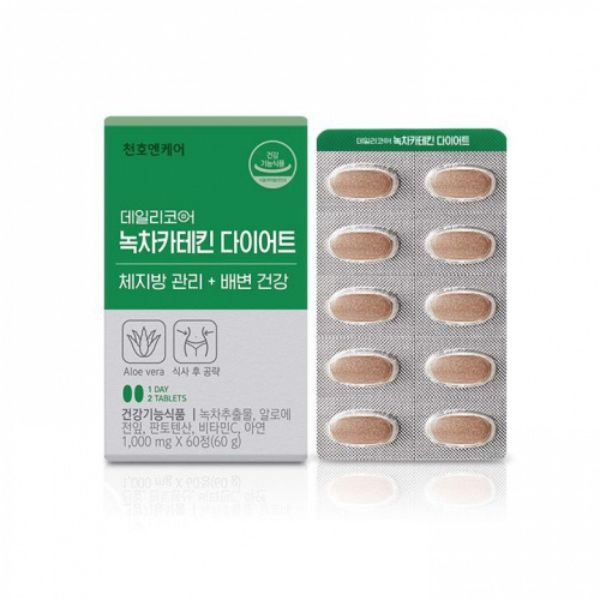 천호엔케어
건강
기능식품
데일리코어
녹차카테킨 다이어트
체지방 관리 + 배변 건강
Aloe vera
식사 후 공략
1 DAY
2 TABLETS
건강기능식품 | 녹차추출물, 알로에
전잎, 판토텐산, 비타민C, 아연
1,000 mg X 60정(60 g)
데일리코어 녹차카테킨 다이어트